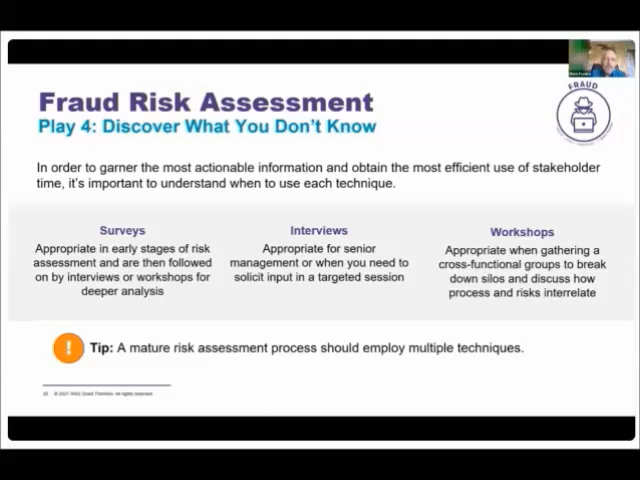 FRAUD
Fraud Risk Assessment
Play 4: Discover What You Don't Know
In order to garner the most actionable information and obtain the most efficient use of stakeholder
time, it's important to understand when to use each technique.
Surveys
Appropriate in early stages of risk
assessment and are then followed
on by interviews or workshops for
deeper analysis
Interviews
Appropriate for senior
management or when you need to
solicit input in a targeted session
Workshops
Appropriate when gathering a
cross-functional groups to break
down silos and discuss how
process and risks interrelate
! Tip: A mature risk assessment process should employ multiple techniques.
Grant Thornton. All rights reserved